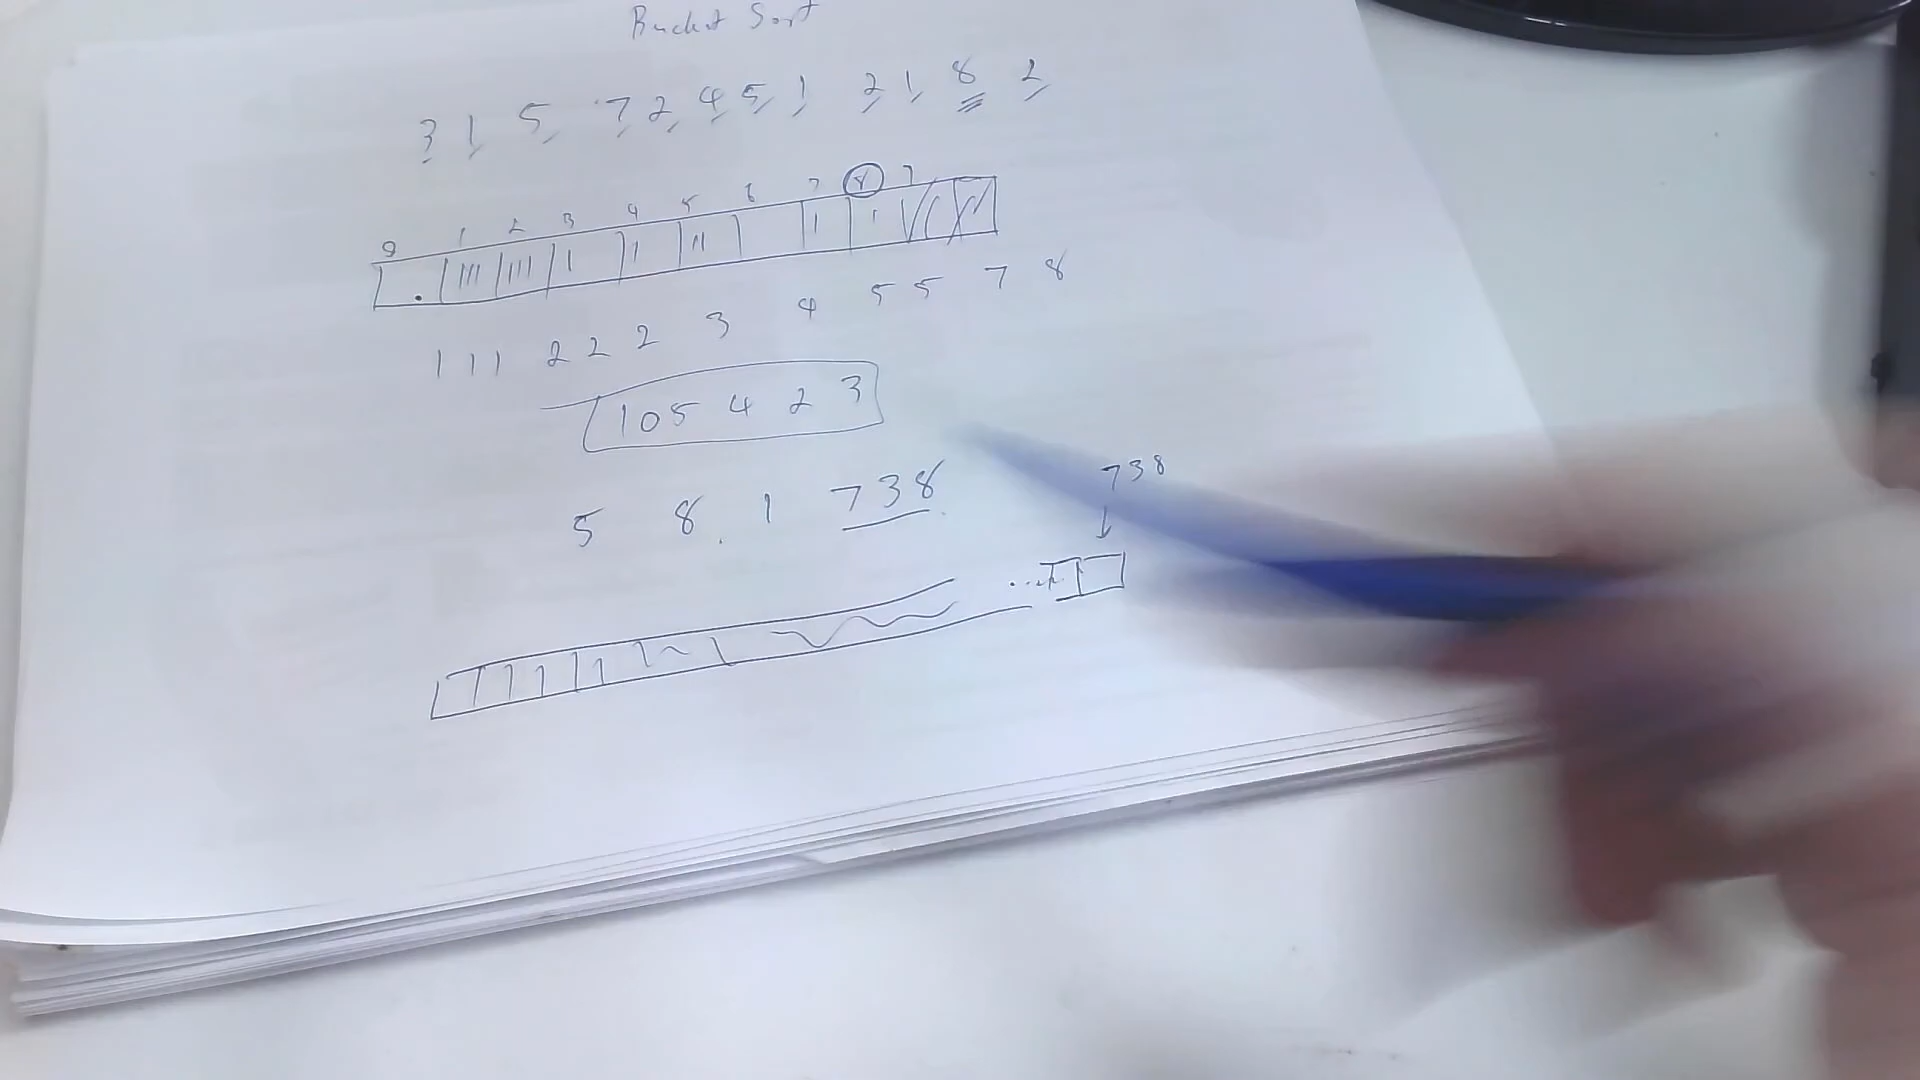 Bucket Sort
3 1 5 7 2 4 5 1 2 1 8 2
0 1 2 3 4 5 6 7 8 9
||| ||| | | || | |
1 1 1 2 2 2 3 4 5 5 7 8
105 4 2 3
5 8 1 738
738